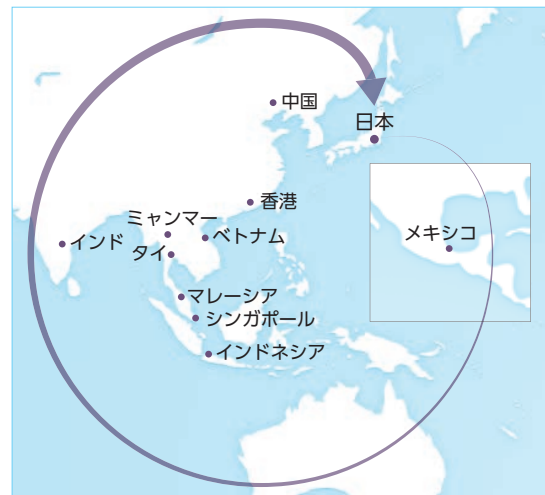 中国
日本
香港
ミャンマー
ベトナム
インド
タイ
メキシコ
マレーシア
シンガポール
インドネシア